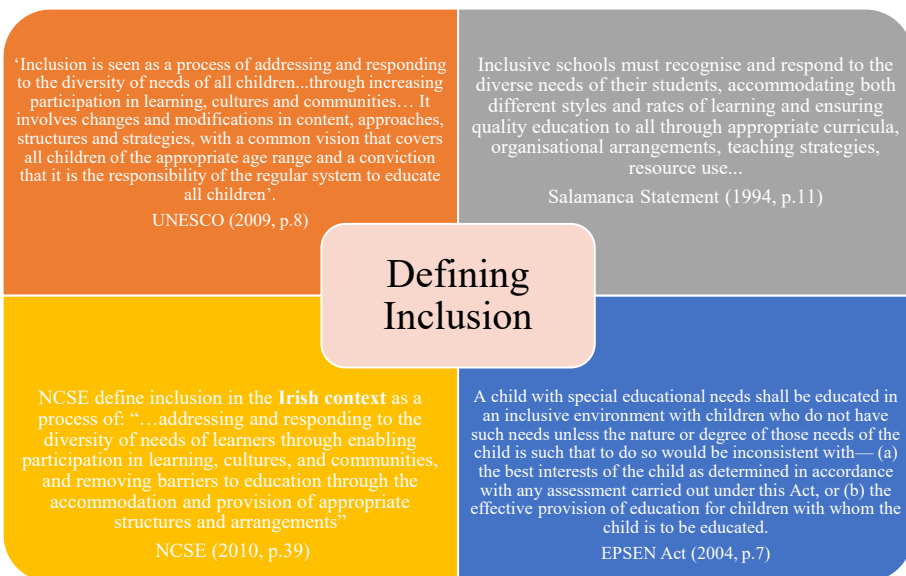 ‘Inclusion is seen as a process of addressing and responding
to the diversity of needs of all children...through increasing
participation in learning, cultures and communities… It
involves changes and modifications in content, approaches,
structures and strategies, with a common vision that covers
all children of the appropriate age range and a conviction
that it is the responsibility of the regular system to educate
all children’.
UNESCO (2009, p.8)
Inclusive schools must recognise and respond to the
diverse needs of their students, accommodating both
different styles and rates of learning and ensuring
quality education to all through appropriate curricula,
organisational arrangements, teaching strategies,
resource use...
Salamanca Statement (1994, p.11)
Defining
Inclusion
NCSE define inclusion in the Irish context as a
process of: “…addressing and responding to the
diversity of needs of learners through enabling
participation in learning, cultures, and communities,
and removing barriers to education through the
accommodation and provision of appropriate
structures and arrangements”
NCSE (2010, p.39)
A child with special educational needs shall be educated in
an inclusive environment with children who do not have
such needs unless the nature or degree of those needs of the
child is such that to do so would be inconsistent with— (a)
the best interests of the child as determined in accordance
with any assessment carried out under this Act, or (b) the
effective provision of education for children with whom the
child is to be educated.
EPSEN Act (2004, p.7)